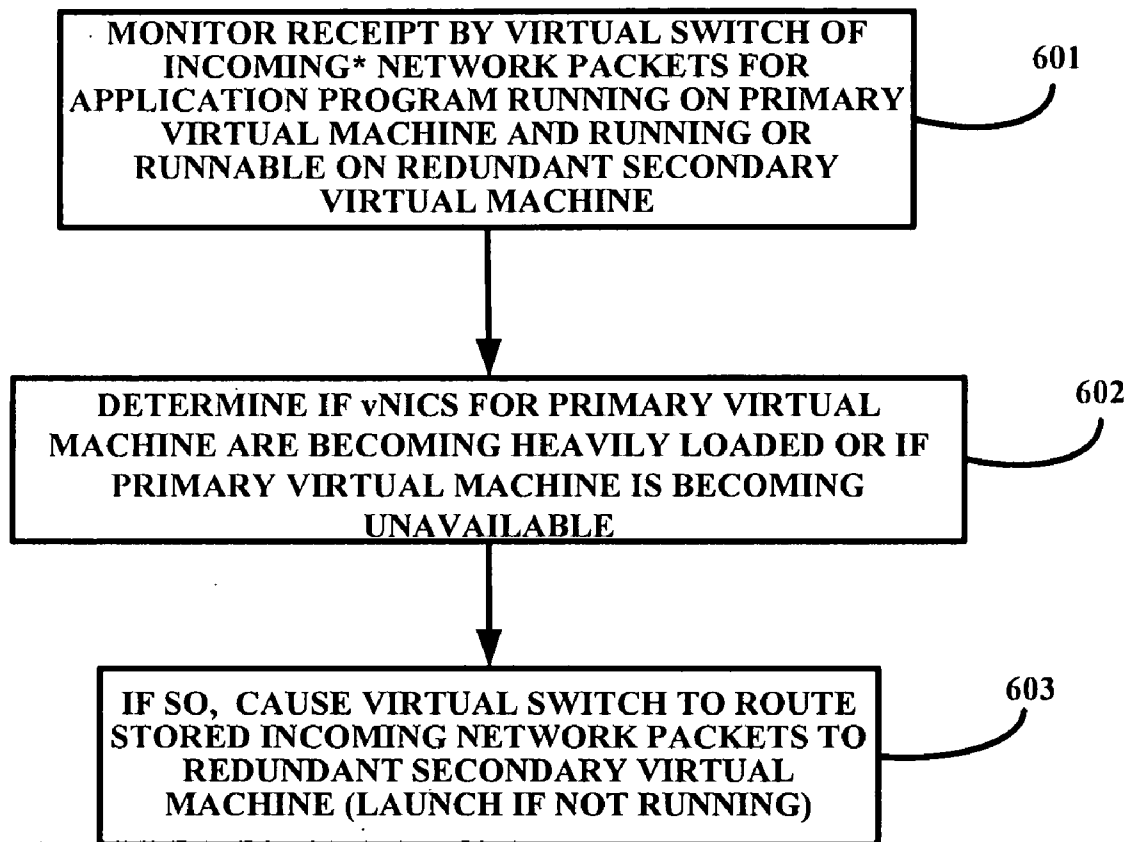 MONITOR RECEIPT BY VIRTUAL SWITCH OF
INCOMING* NETWORK PACKETS FOR
APPLICATION PROGRAM RUNNING ON PRIMARY
VIRTUAL MACHINE AND RUNNING OR
RUNNABLE ON REDUNDANT SECONDARY
VIRTUAL MACHINE
601
DETERMINE IF vNICS FOR PRIMARY VIRTUAL
MACHINE ARE BECOMING HEAVILY LOADED OR IF
PRIMARY VIRTUAL MACHINE IS BECOMING
UNAVAILABLE
602
IF SO, CAUSE VIRTUAL SWITCH TO ROUTE
STORED INCOMING NETWORK PACKETS TO
REDUNDANT SECONDARY VIRTUAL
MACHINE (LAUNCH IF NOT RUNNING)
603